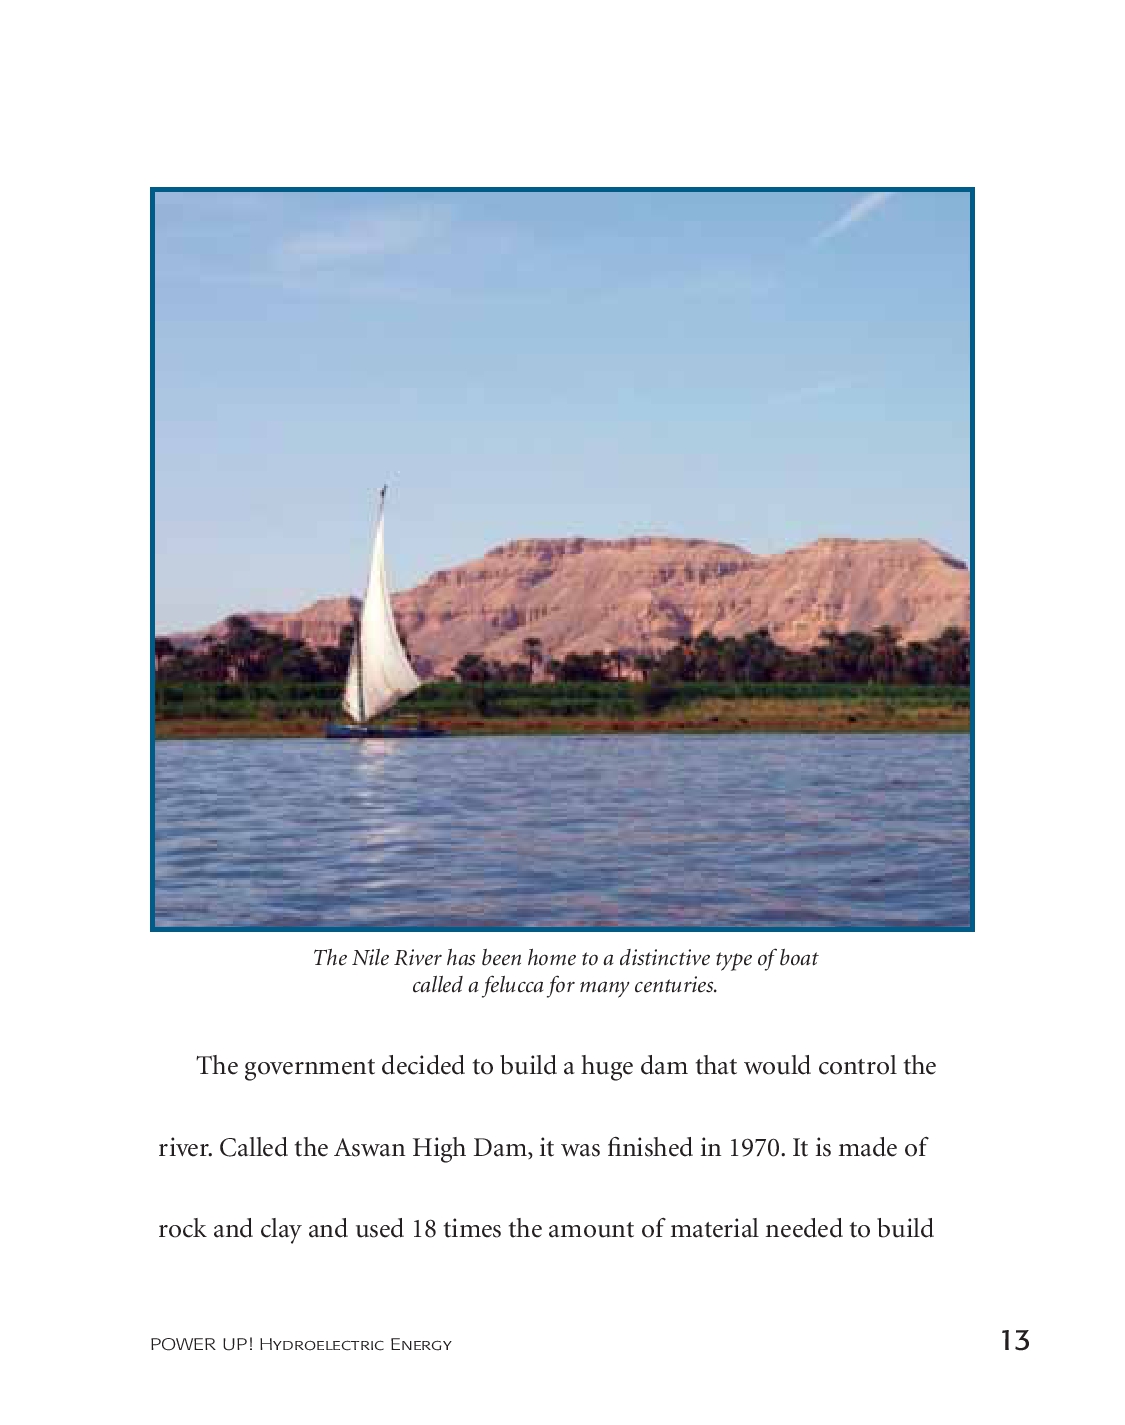 The Nile River has been home to a distinctive type of boat
called a felucca for many centuries.
The government decided to build a huge dam that would control the
river. Called the Aswan High Dam, it was finished in 1970. It is made of
rock and clay and used 18 times the amount of material needed to build
POWER UP! Hydroelectric Energy 13